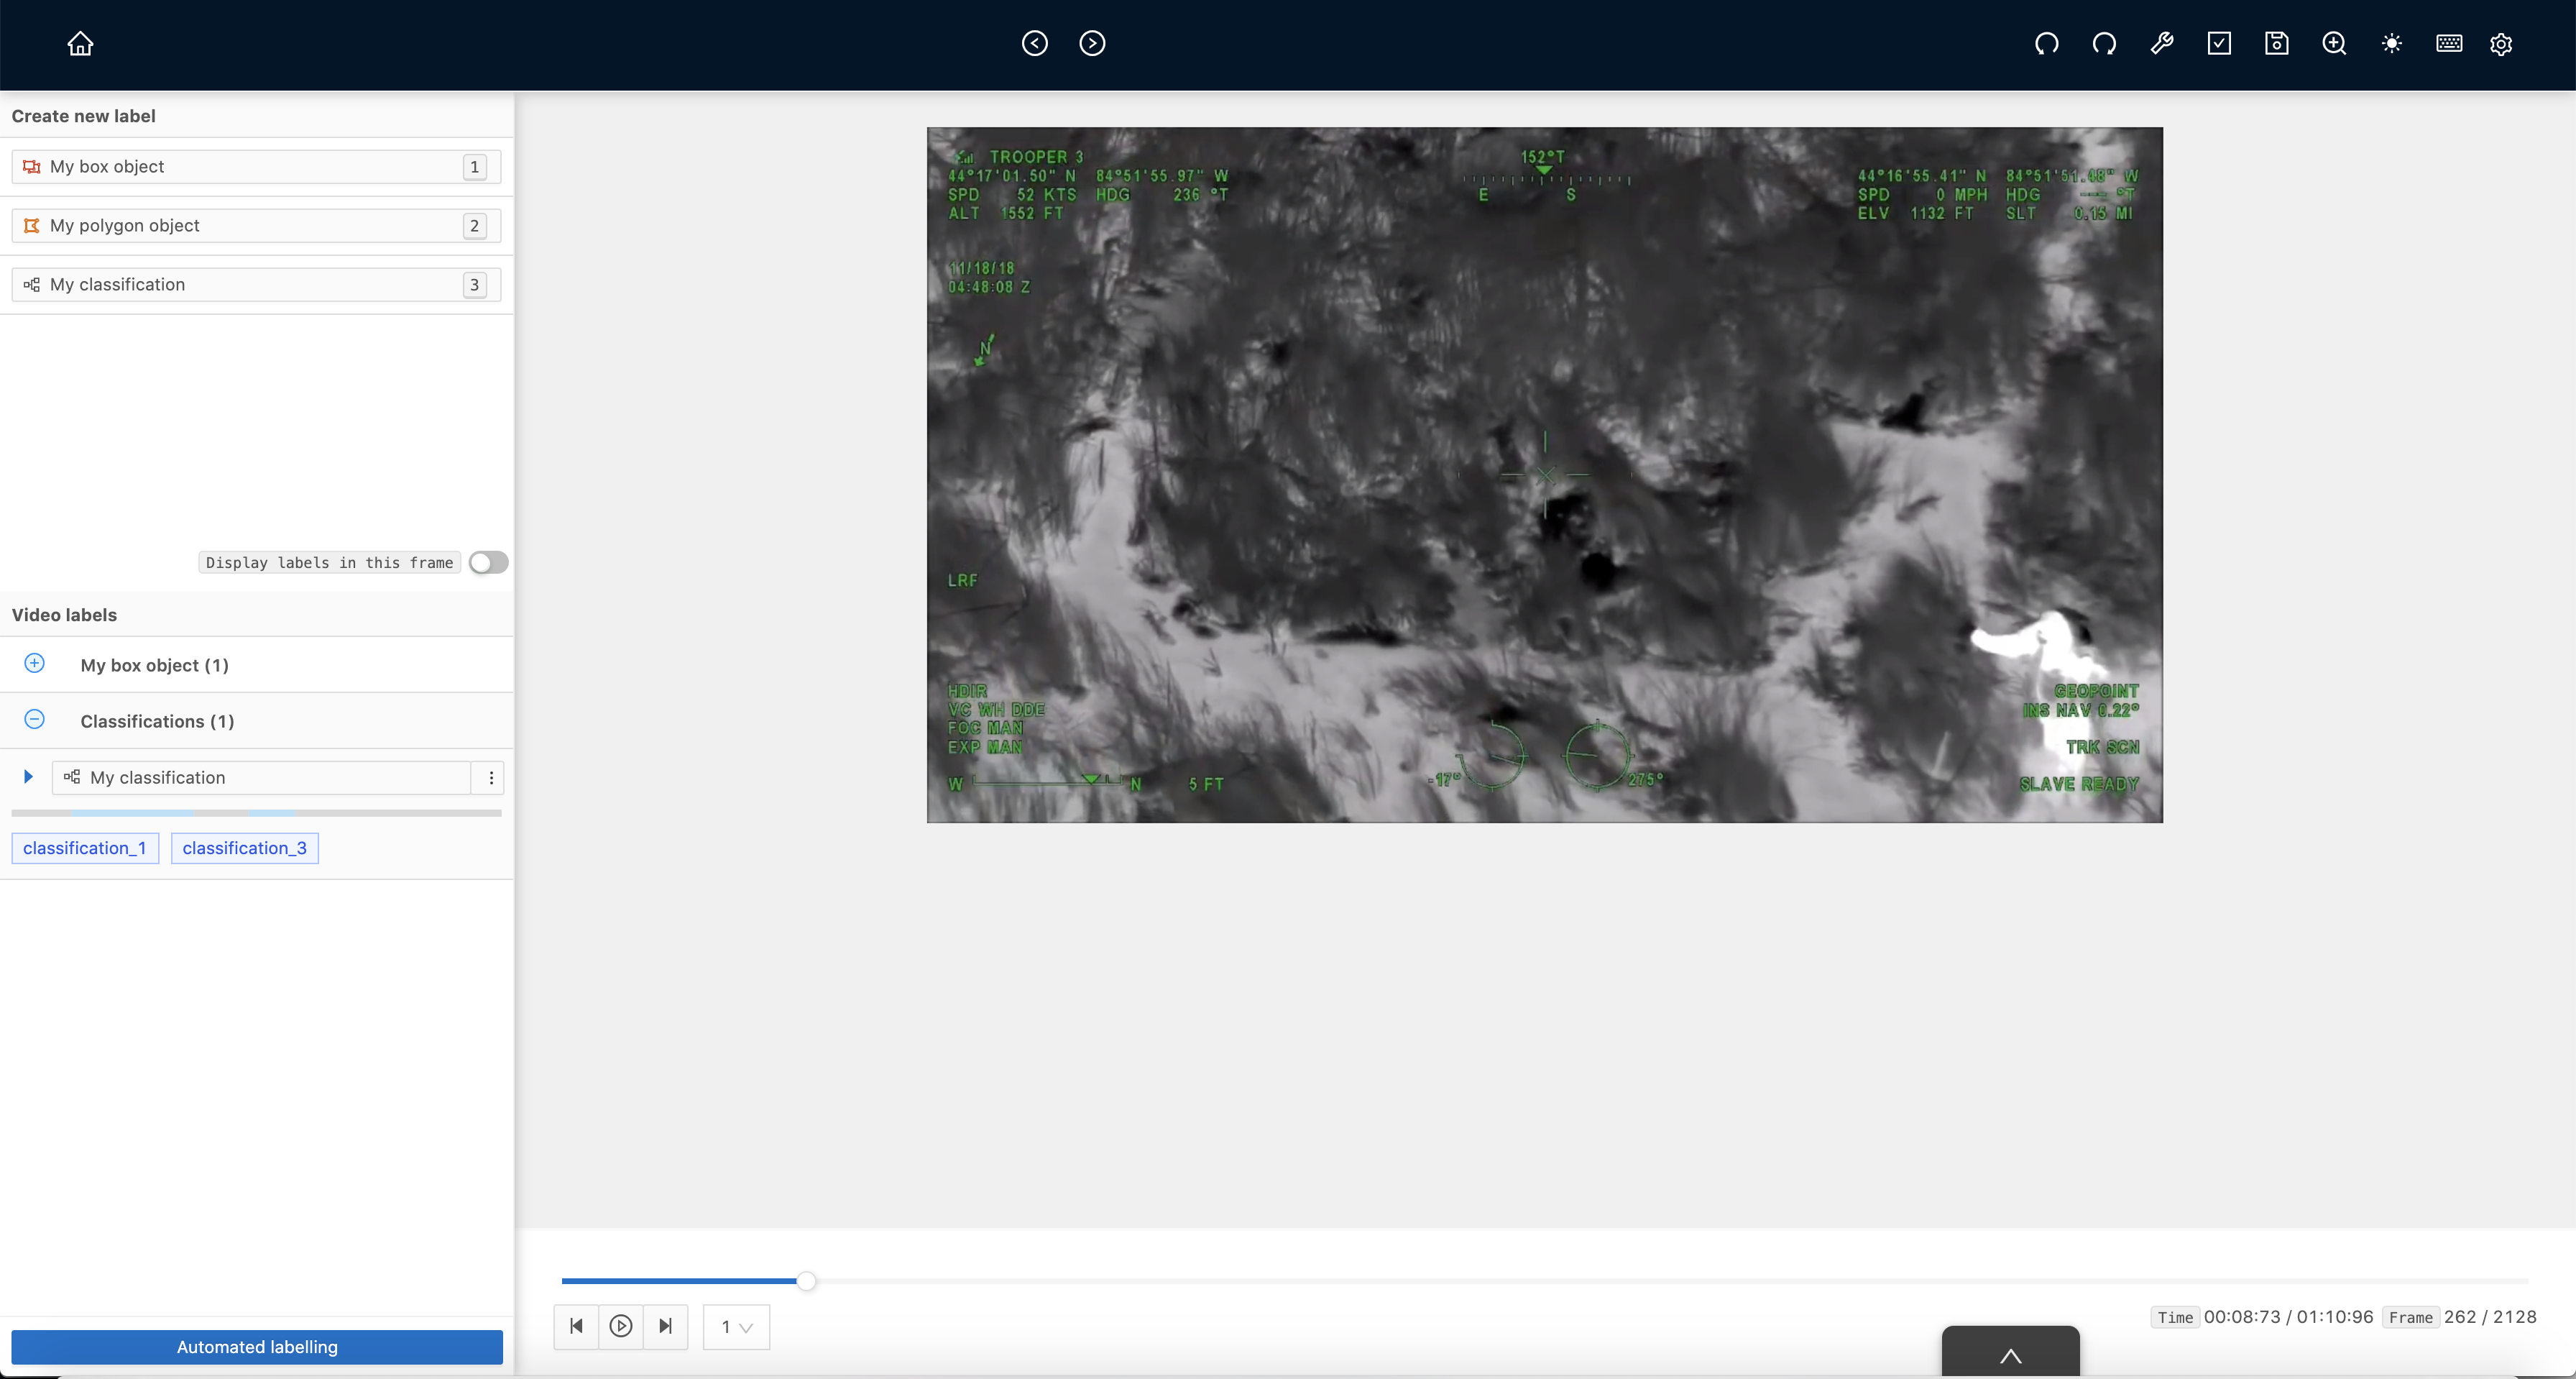 Create new label
My box object 1
My polygon object 2
My classification 3
Display labels in this frame
Video labels
My box object (1)
Classifications (1)
My classification
classification_1 classification_3
Automated labelling
TROOPER 3
44°17'01.50" N 84°51'55.97" W
SPD 52 KTS HDG 236 °T
ALT 1552 FT
11/18/18
04:48:08 Z
N
152°T
E S
44°16'55.41" N 84°51'51.48" W
SPD 0 MPH HDG ---°T
ELV 1132 FT SLT 0.15 MI
LRF
HDIR
VC WH DDE
FOC MAN
EXP MAN
W N 5 FT
-17° 275°
GEOPOINT
INS NAV 0.22°
TRK SCN
SLAVE READY
1
Time 00:08:73 / 01:10:96 Frame 262 / 2128